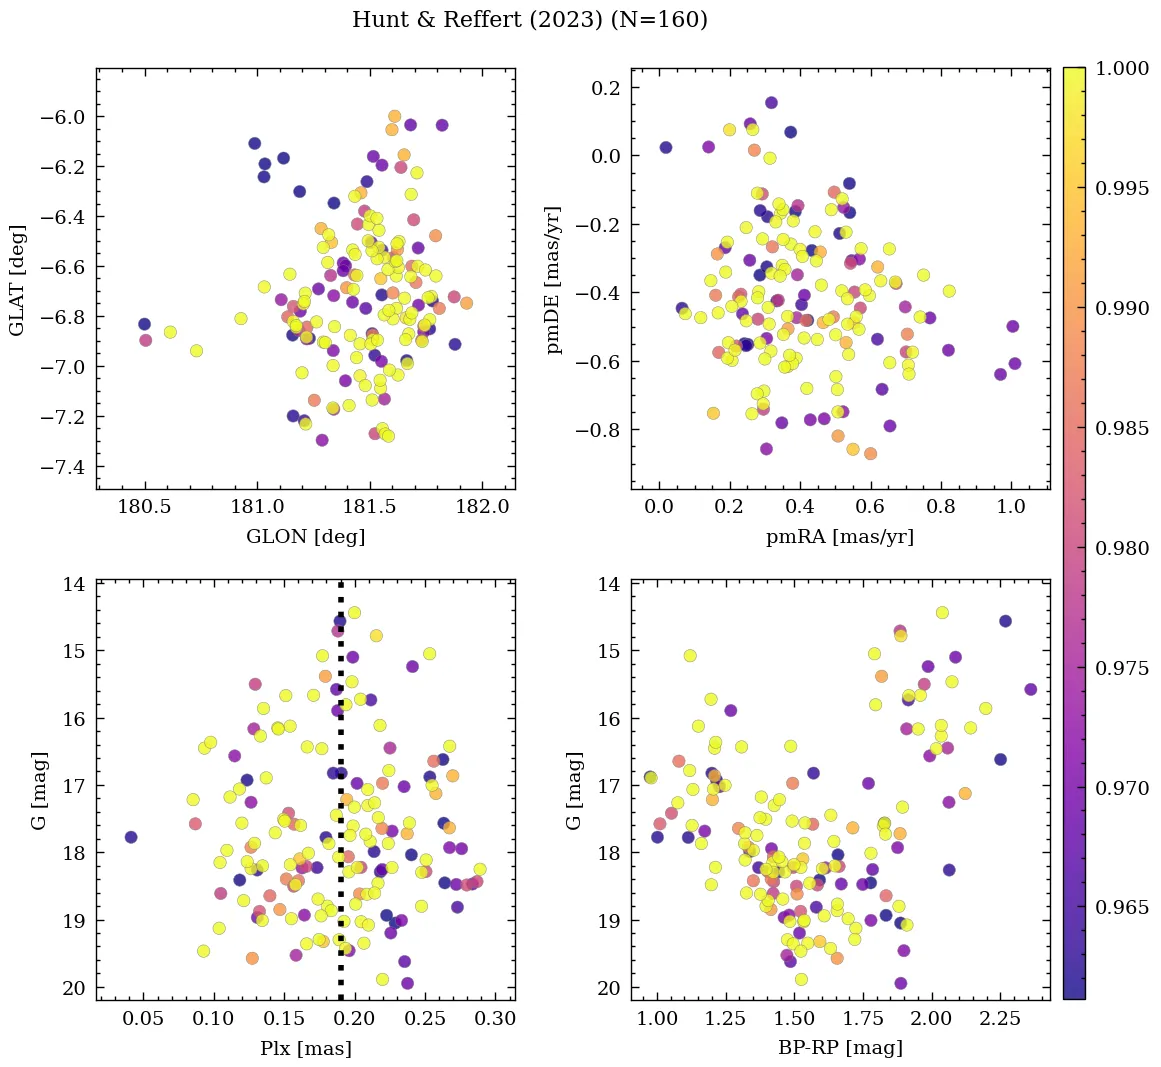 Hunt & Reffert (2023) (N=160)
−6.0
−6.2
−6.4
−6.6
−6.8
−7.0
−7.2
−7.4
GLAT [deg]
180.5 181.0 181.5 182.0
GLON [deg]
0.2
0.0
−0.2
−0.4
−0.6
−0.8
pmDE [mas/yr]
0.0 0.2 0.4 0.6 0.8 1.0
pmRA [mas/yr]
14
15
16
17
18
19
20
G [mag]
0.05 0.10 0.15 0.20 0.25 0.30
Plx [mas]
14
15
16
17
18
19
20
G [mag]
1.00 1.25 1.50 1.75 2.00 2.25
BP-RP [mag]
1.000
0.995
0.990
0.985
0.980
0.975
0.970
0.965